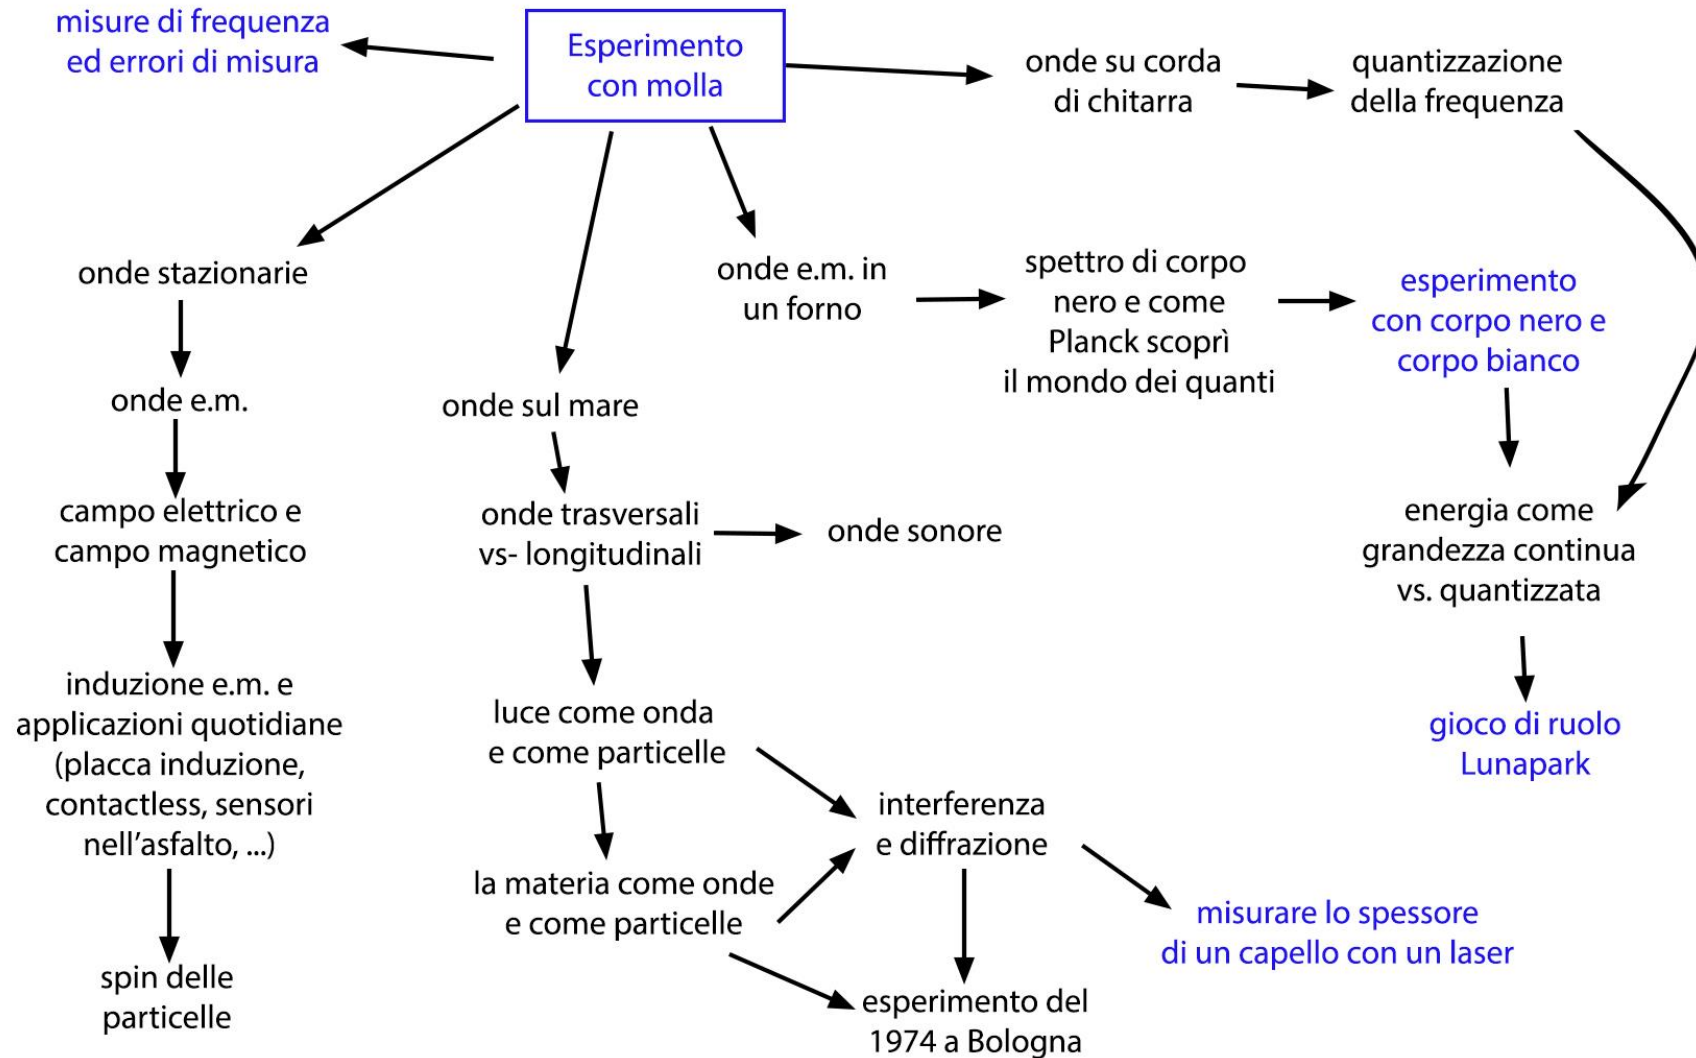 misure di frequenza
ed errori di misura
Esperimento
con molla
onde su corda
di chitarra
quantizzazione
della frequenza
onde stazionarie
onde e.m. in
un forno
spettro di corpo
nero e come
Planck scoprì
il mondo dei quanti
esperimento
con corpo nero e
corpo bianco
onde e.m.
onde sul mare
campo elettrico e
campo magnetico
onde trasversali
vs- longitudinali
onde sonore
energia come
grandezza continua
vs. quantizzata
induzione e.m. e
applicazioni quotidiane
(placca induzione,
contactless, sensori
nell'asfalto, ...)
luce come onda
e come particelle
gioco di ruolo
Lunapark
interferenza
e diffrazione
la materia come onde
e come particelle
misurare lo spessore
di un capello con un laser
spin delle
particelle
esperimento del
1974 a Bologna